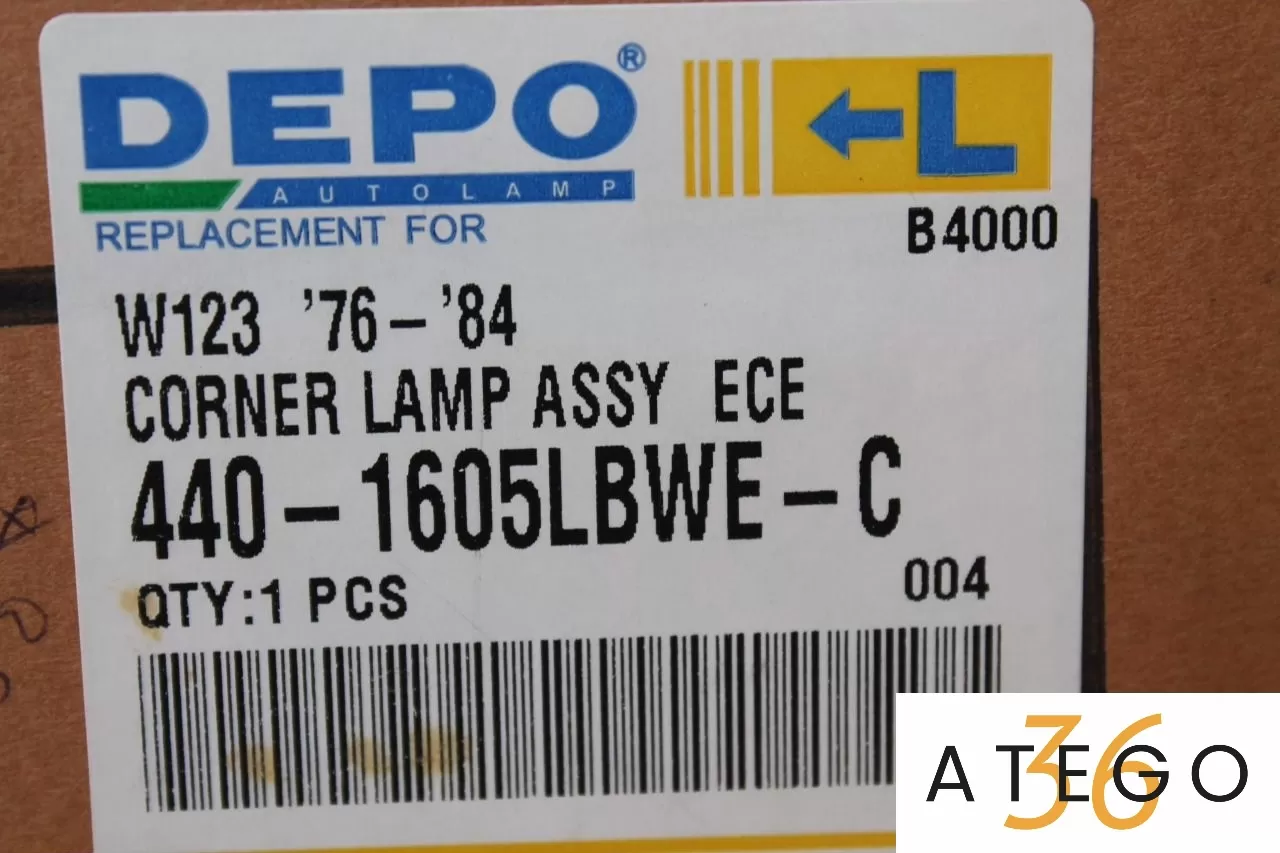 DEPO®
AUTOLAMP
REPLACEMENT FOR
←L
B4000
W123 '76-'84
CORNER LAMP ASSY ECE
440-1605LBWE-C
QTY:1 PCS
004
ATEGO
36